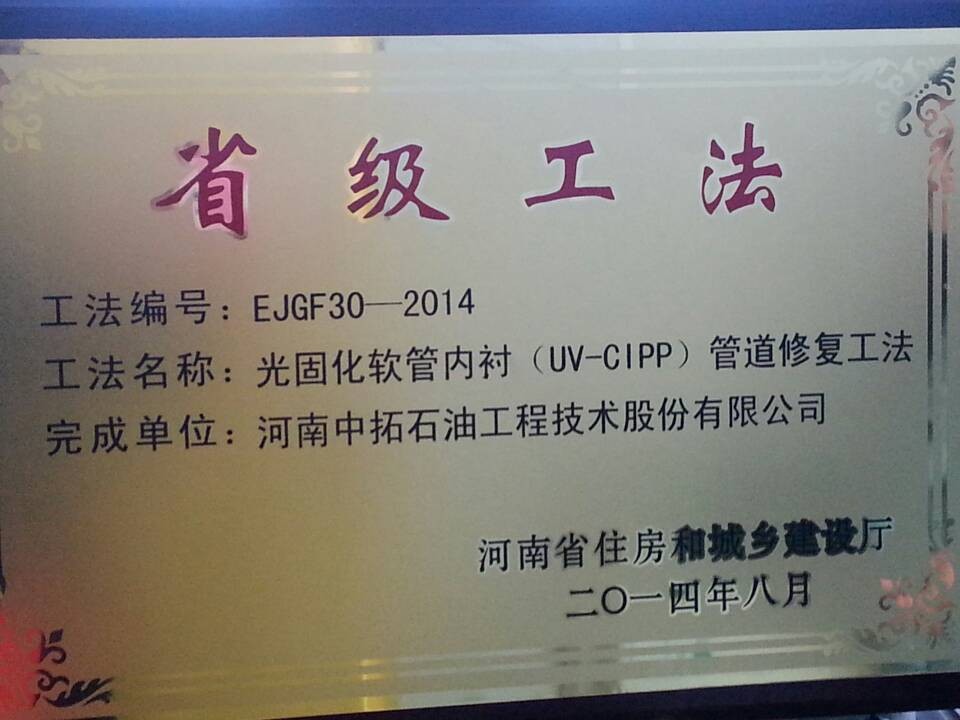 省级工法
工法编号：EJGF30—2014
工法名称：光固化软管内衬（UV-CIPP）管道修复工法
完成单位：河南中拓石油工程技术股份有限公司
河南省住房和城乡建设厅
二〇一四年八月